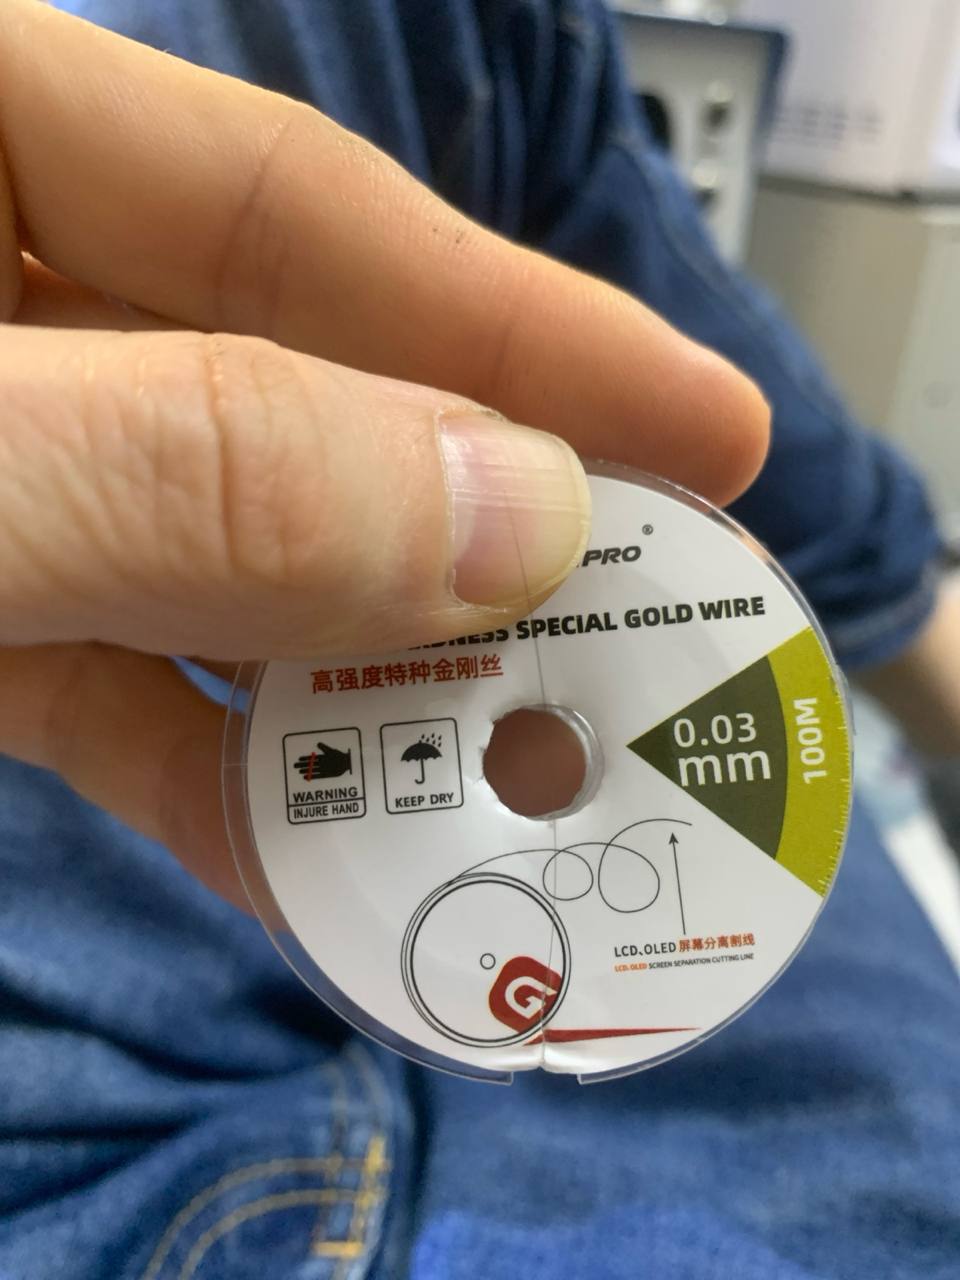 PRO®
SPECIAL GOLD WIRE
高强度特种金刚丝
WARNING
INJURE HAND
KEEP DRY
0.03
mm
100M
LCD、OLED 屏幕分离割线
LCD、OLED SCREEN SEPARATION CUTTING LINE
G